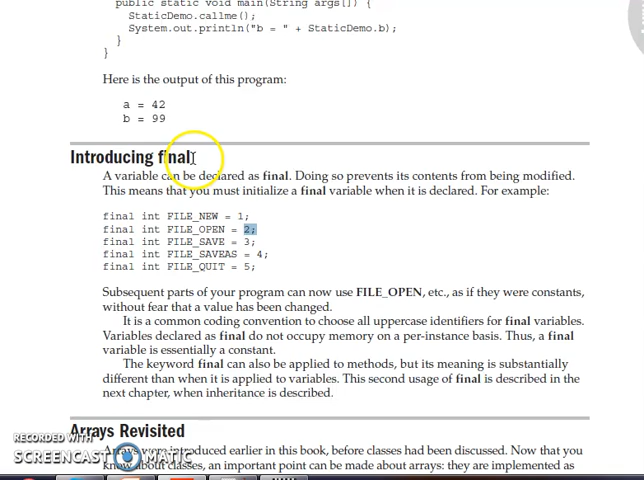 public static void main(String args[]) {
StaticDemo.callme();
System.out.println("b = " + StaticDemo.b);
}
}
Here is the output of this program:
a = 42
b = 99
Introducing final
A variable can be declared as final. Doing so prevents its contents from being modified.
This means that you must initialize a final variable when it is declared. For example:
final int FILE_NEW = 1;
final int FILE_OPEN = 2;
final int FILE_SAVE = 3;
final int FILE_SAVEAS = 4;
final int FILE_QUIT = 5;
Subsequent parts of your program can now use FILE_OPEN, etc., as if they were constants,
without fear that a value has been changed.
It is a common coding convention to choose all uppercase identifiers for final variables.
Variables declared as final do not occupy memory on a per-instance basis. Thus, a final
variable is essentially a constant.
The keyword final can also be applied to methods, but its meaning is substantially
different than when it is applied to variables. This second usage of final is described in the
next chapter, when inheritance is described.
Arrays Revisited
RECORDED WITH
Arrays were introduced earlier in this book, before classes had been discussed. Now that you
SCREENCAST MATIC
know about classes, an important point can be made about arrays: they are implemented as